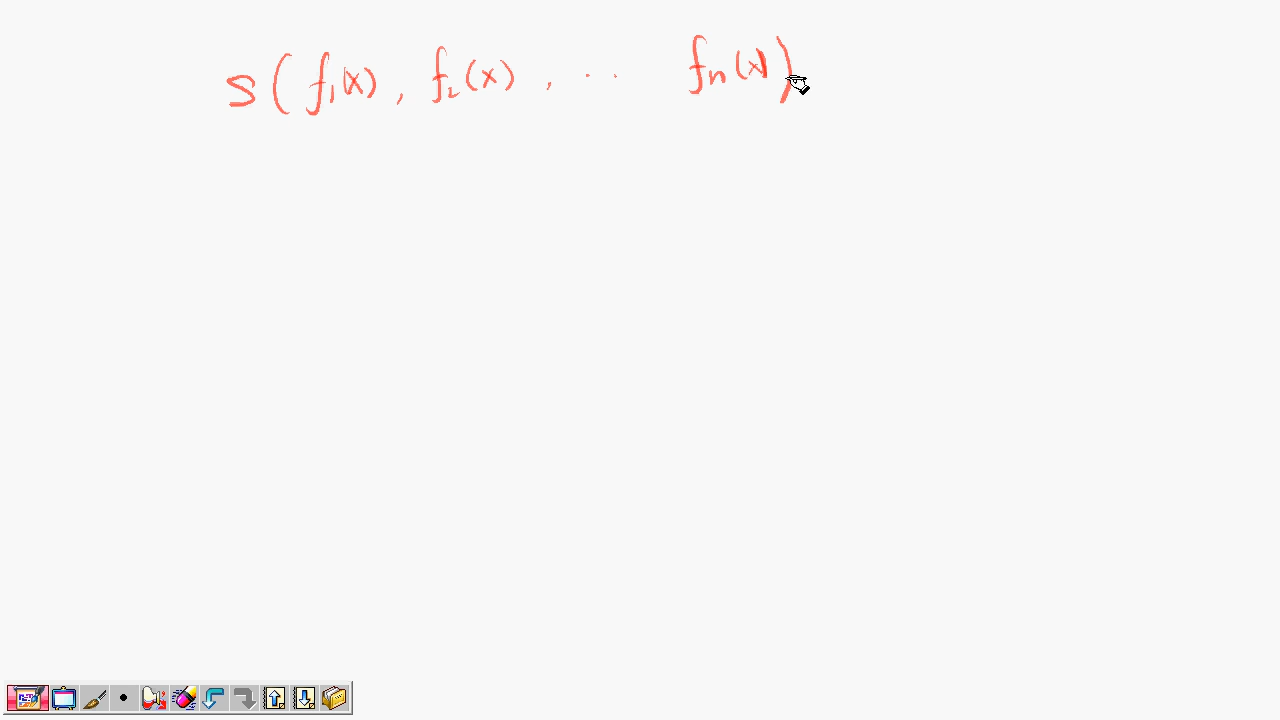 S ( f₁(x) , f₂(x) , .. fₙ(x) )